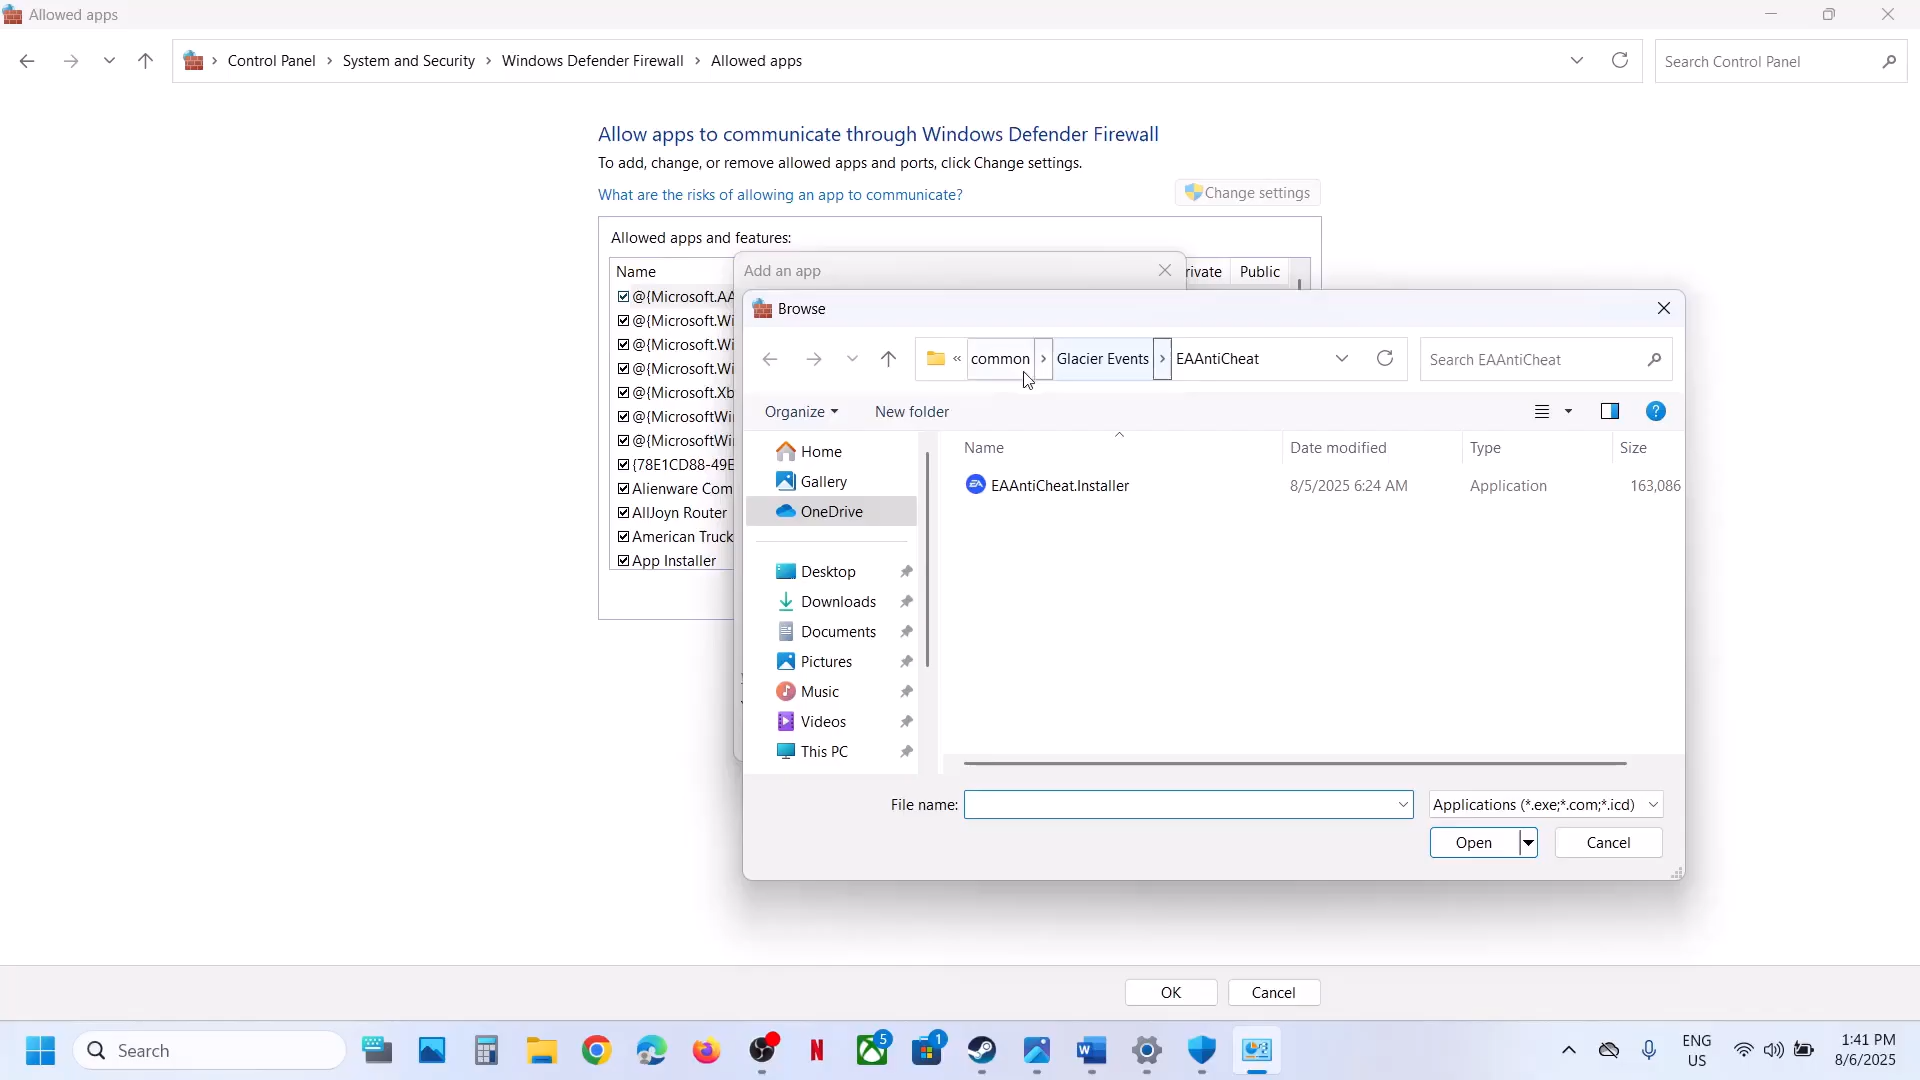 Allowed apps
Control Panel > System and Security > Windows Defender Firewall > Allowed apps
Search Control Panel
Allow apps to communicate through Windows Defender Firewall
To add, change, or remove allowed apps and ports, click Change settings.
What are the risks of allowing an app to communicate?
Change settings
Allowed apps and features:
Name
rivate
Public
@{Microsoft.AA
@{Microsoft.Wi
@{Microsoft.Wi
@{Microsoft.Wi
@{Microsoft.Xb
@{MicrosoftWi
@{MicrosoftWi
{78E1CD88-49E
Alienware Com
AllJoyn Router
American Truck
App Installer
Add an app
Browse
« common > Glacier Events > EAAntiCheat
Search EAAntiCheat
Organize
New folder
Home
Gallery
OneDrive
Desktop
Downloads
Documents
Pictures
Music
Videos
This PC
Name
Date modified
Type
Size
EAAntiCheat.Installer
8/5/2025 6:24 AM
Application
163,086
File name:
Applications (*.exe;*.com;*.icd)
Open
Cancel
OK
Cancel
Search
5
1
ENG
US
1:41 PM
8/6/2025